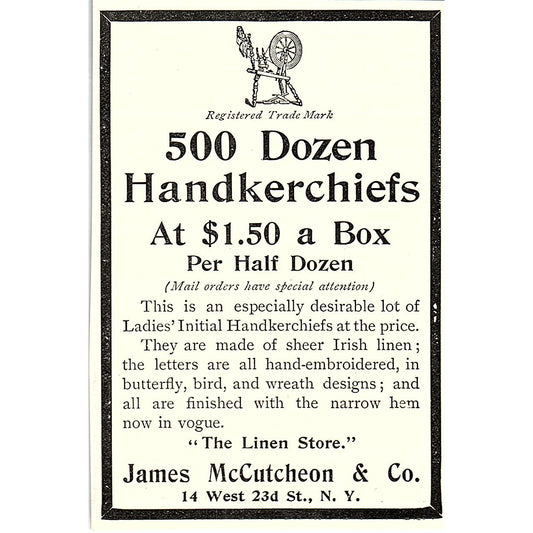 Registered Trade Mark
500 Dozen
Handkerchiefs
At $1.50 a Box
Per Half Dozen
(Mail orders have special attention)
This is an especially desirable lot of
Ladies' Initial Handkerchiefs at the price.
They are made of sheer Irish linen;
the letters are all hand-embroidered, in
butterfly, bird, and wreath designs; and
all are finished with the narrow hem
now in vogue.
"The Linen Store."
James McCutcheon & Co.
14 West 23d St., N. Y.